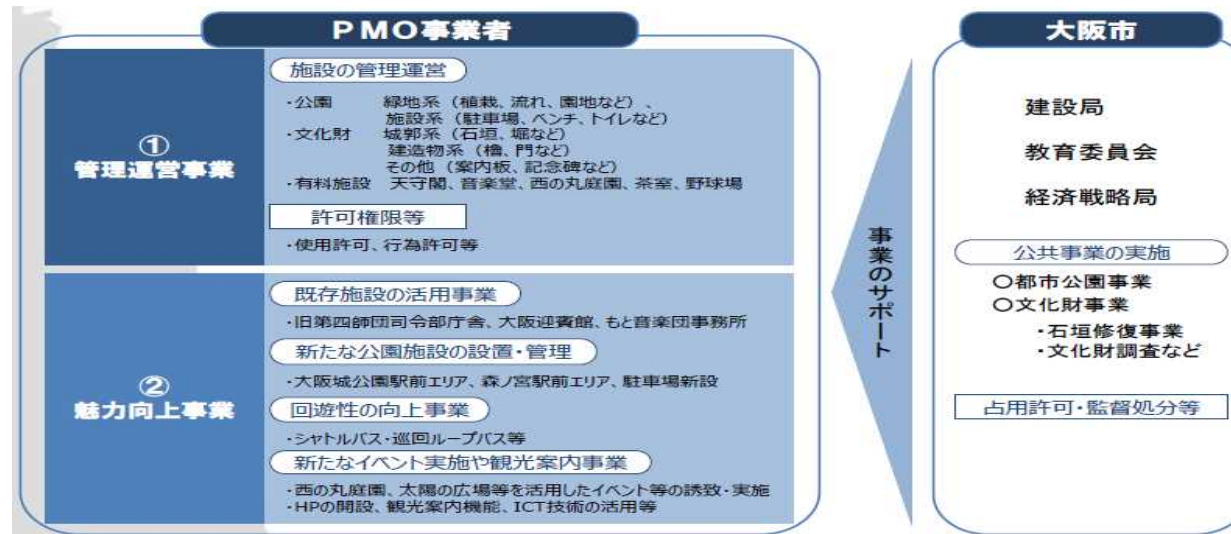 PMO事業者
①
管理運営事業
施設の管理運営
・公園 緑地系（植栽、流れ、園地など）、
施設系（駐車場、ベンチ、トイレなど）
・文化財 城郭系（石垣、堀など）
建造物系（櫓、門など）
その他（案内板、記念碑など）
・有料施設 天守閣、音楽堂、西の丸庭園、茶室、野球場
許可権限等
・使用許可、行為許可等
②
魅力向上事業
既存施設の活用事業
・旧第四師団司令部庁舎、大阪迎賓館、もと音楽団事務所
新たな公園施設の設置・管理
・大阪城公園駅前エリア、森ノ宮駅前エリア、駐車場新設
回遊性の向上事業
・シャトルバス・巡回ループバス等
新たなイベント実施や観光案内事業
・西の丸庭園、太陽の広場等を活用したイベント等の誘致・実施
・HPの開設、観光案内機能、ICT技術の活用等
事業のサポート
大阪市
建設局
教育委員会
経済戦略局
公共事業の実施
〇都市公園事業
〇文化財事業
・石垣修復事業
・文化財調査など
占用許可・監督処分等